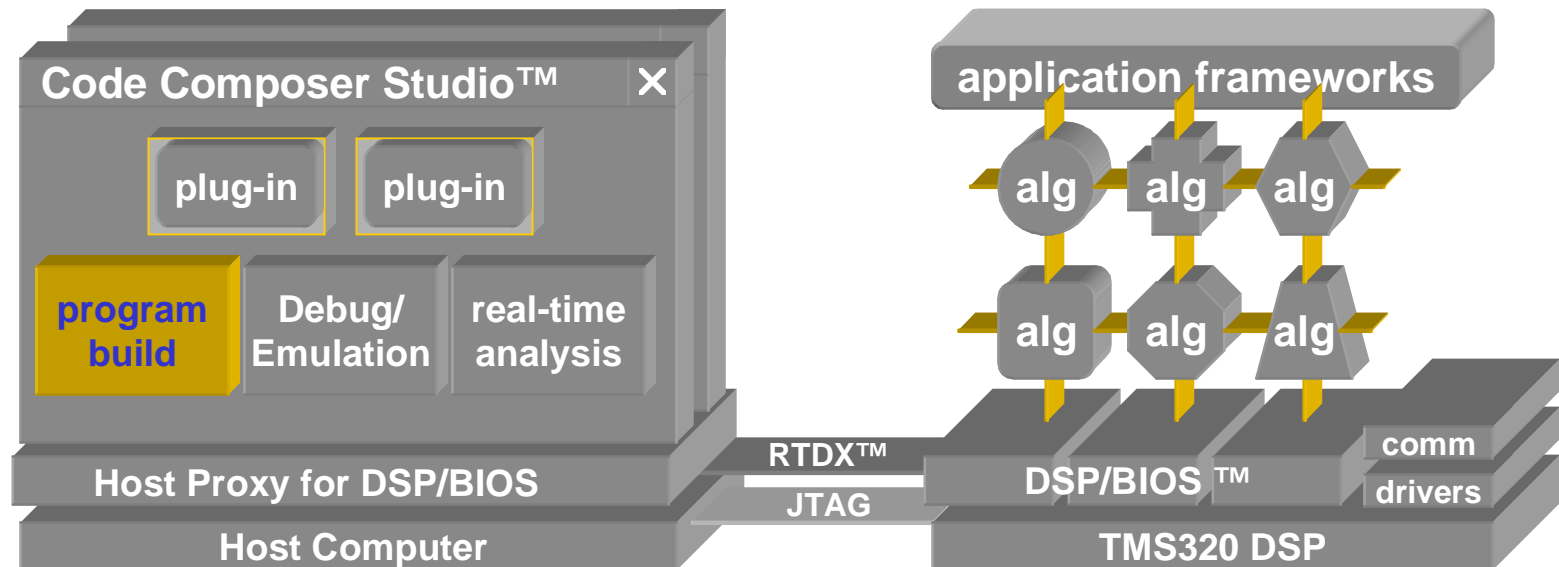 Code Composer Studio™
plug-in
plug-in
program
build
Debug/
Emulation
real-time
analysis
Host Proxy for DSP/BIOS
Host Computer
RTDX™
JTAG
application frameworks
alg
alg
alg
alg
alg
alg
DSP/BIOS ™
comm
drivers
TMS320 DSP